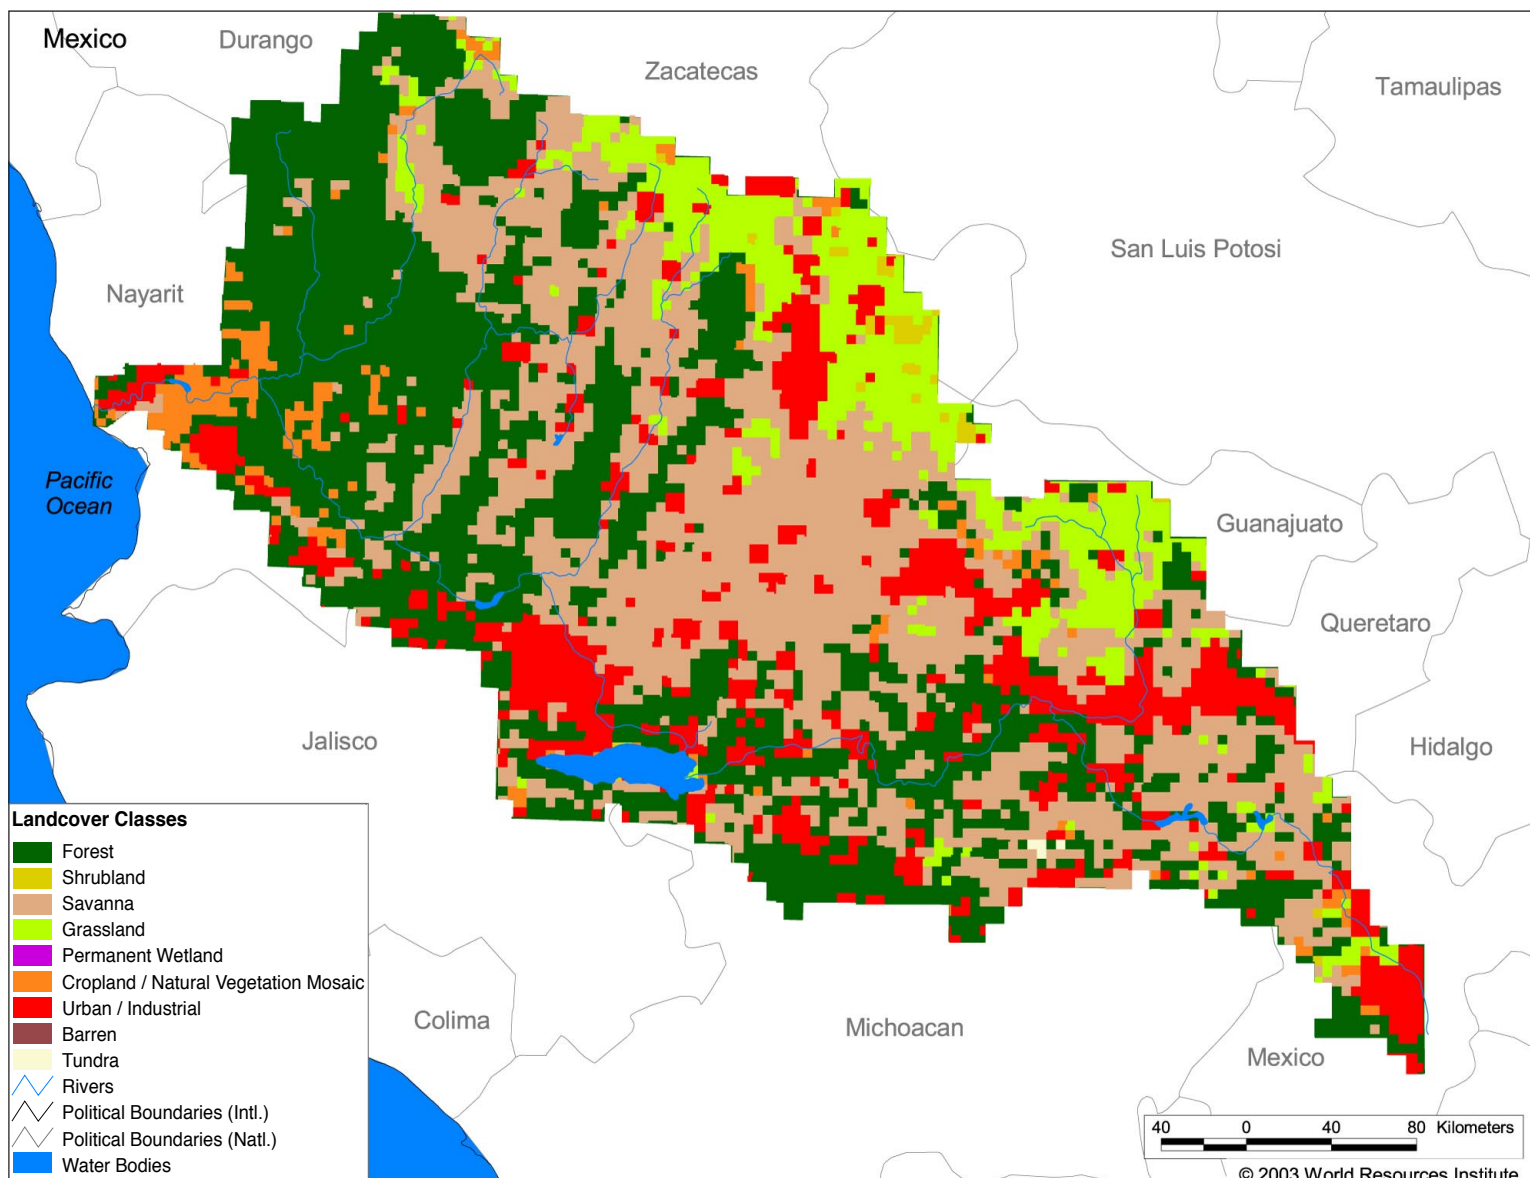 Mexico
Durango
Zacatecas
Tamaulipas
San Luis Potosi
Nayarit
Pacific
Ocean
Guanajuato
Queretaro
Jalisco
Hidalgo
Colima
Michoacan
Mexico
Landcover Classes
Forest
Shrubland
Savanna
Grassland
Permanent Wetland
Cropland / Natural Vegetation Mosaic
Urban / Industrial
Barren
Tundra
Rivers
Political Boundaries (Intl.)
Political Boundaries (Natl.)
Water Bodies
40 0 40 80 Kilometers
© 2003 World Resources Institute